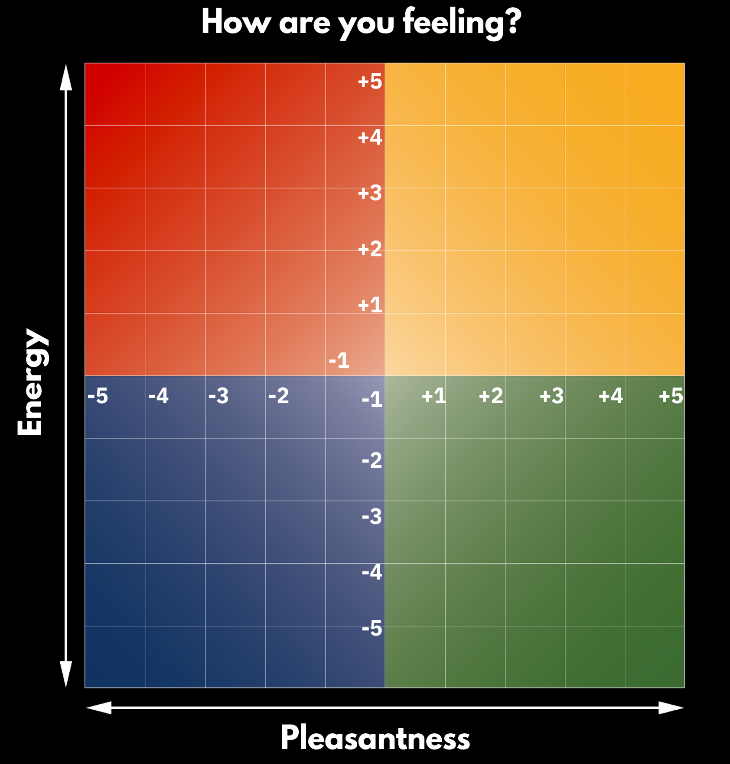 How are you feeling?
+5
+4
+3
+2
+1
-1
-5 -4 -3 -2 -1 +1 +2 +3 +4 +5
-2
-3
-4
-5
Energy
Pleasantness